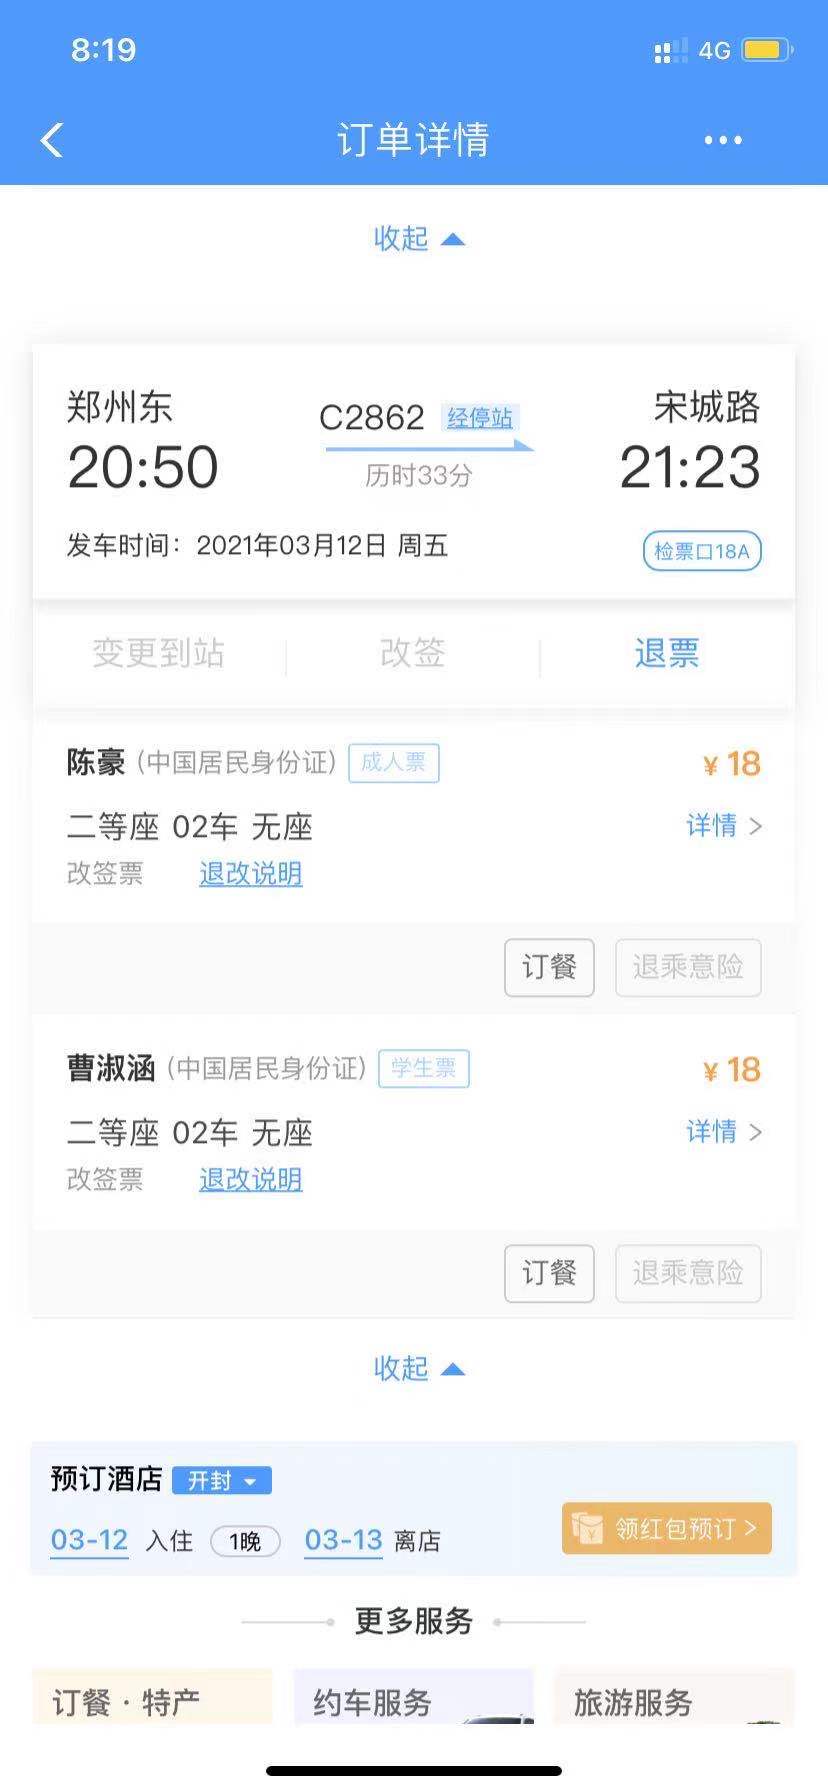 8:19 4G
订单详情
收起
郑州东 C2862 经停站 宋城路
20:50 历时33分 21:23
发车时间：2021年03月12日 周五 检票口18A
变更到站 改签 退票
陈豪 (中国居民身份证) 成人票 ¥18
二等座 02车 无座 详情
改签票 退改说明
订餐 退乘意险
曹淑涵 (中国居民身份证) 学生票 ¥18
二等座 02车 无座 详情
改签票 退改说明
订餐 退乘意险
收起
预订酒店 开封
03-12 入住 1晚 03-13 离店 领红包预订
更多服务
订餐·特产 约车服务 旅游服务